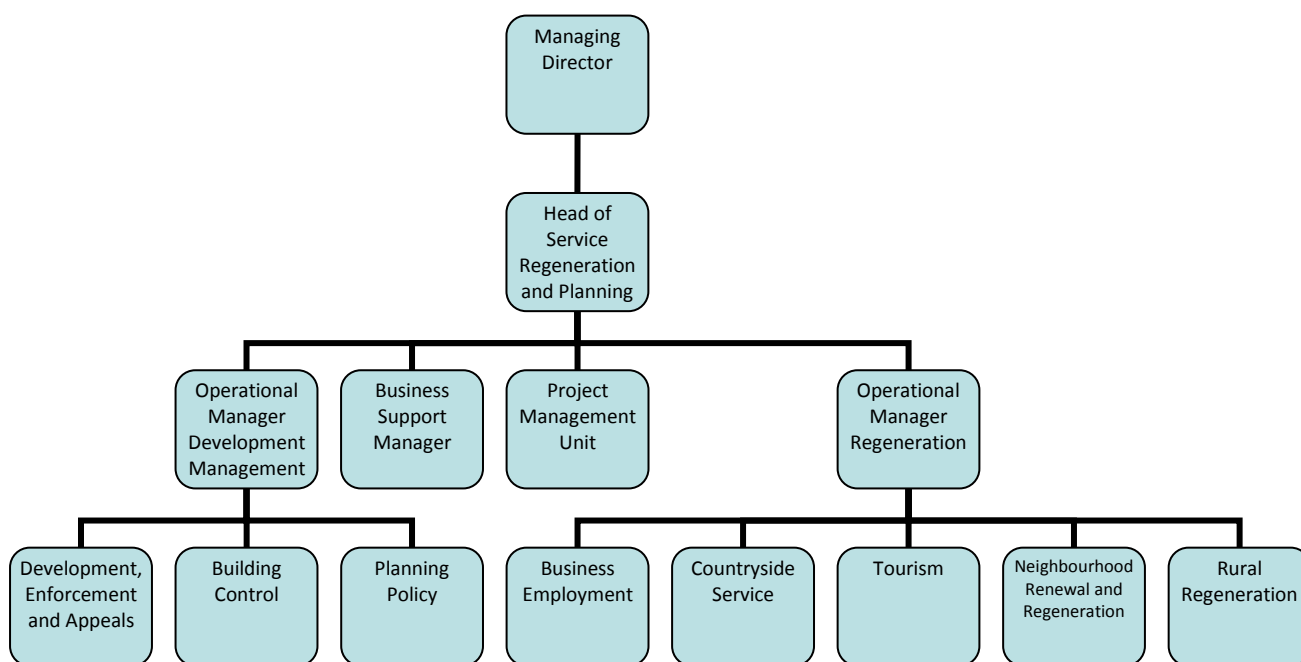 Managing
Director
Head of
Service
Regeneration
and Planning
Operational
Manager
Development
Management
Business
Support
Manager
Project
Management
Unit
Operational
Manager
Regeneration
Development,
Enforcement
and Appeals
Building
Control
Planning
Policy
Business
Employment
Countryside
Service
Tourism
Neighbourhood
Renewal and
Regeneration
Rural
Regeneration